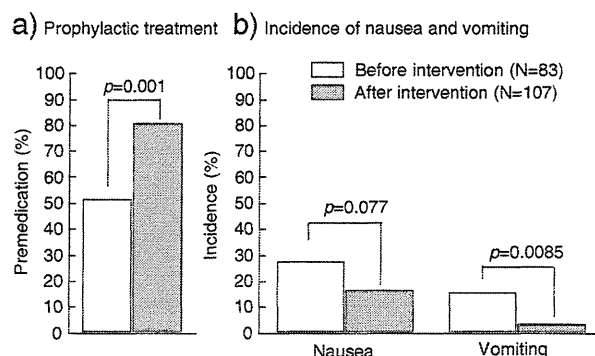 a) Prophylactic treatment
b) Incidence of nausea and vomiting
Premedication (%)
100
90
80
70
60
50
40
30
20
10
0
p=0.001
Incidence (%)
100
90
80
70
60
50
40
30
20
10
0
Before intervention (N=83)
After intervention (N=107)
p=0.077
p=0.0085
Nausea
Vomiting